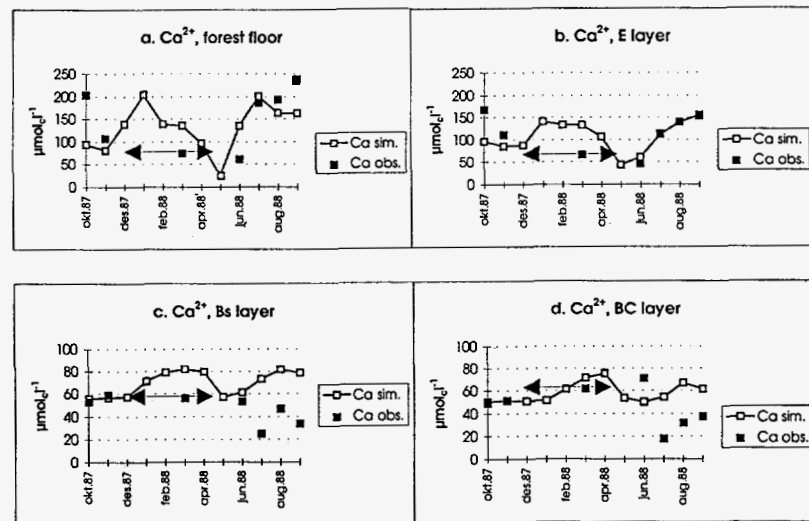 a. Ca²⁺, forest floor
µmol_c l⁻¹
250
200
150
100
50
0
okt.87
des.87
feb.88
apr.88'
jun.88
aug.88
Ca sim.
Ca obs.
b. Ca²⁺, E layer
250
200
150
100
50
0
okt.87
des.87
feb.88
apr.88
jun.88
aug.88
Ca sim.
Ca obs.
c. Ca²⁺, Bs layer
µmol_c l⁻¹
100
80
60
40
20
0
okt.87
des.87
feb.88
apr.88
jun.88
aug.88
Ca sim.
Ca obs.
d. Ca²⁺, BC layer
µmol_c l⁻¹
100
80
60
40
20
0
okt.87
des.87
feb.88
apr.88
jun.88
aug.88
Ca sim.
Ca obs.